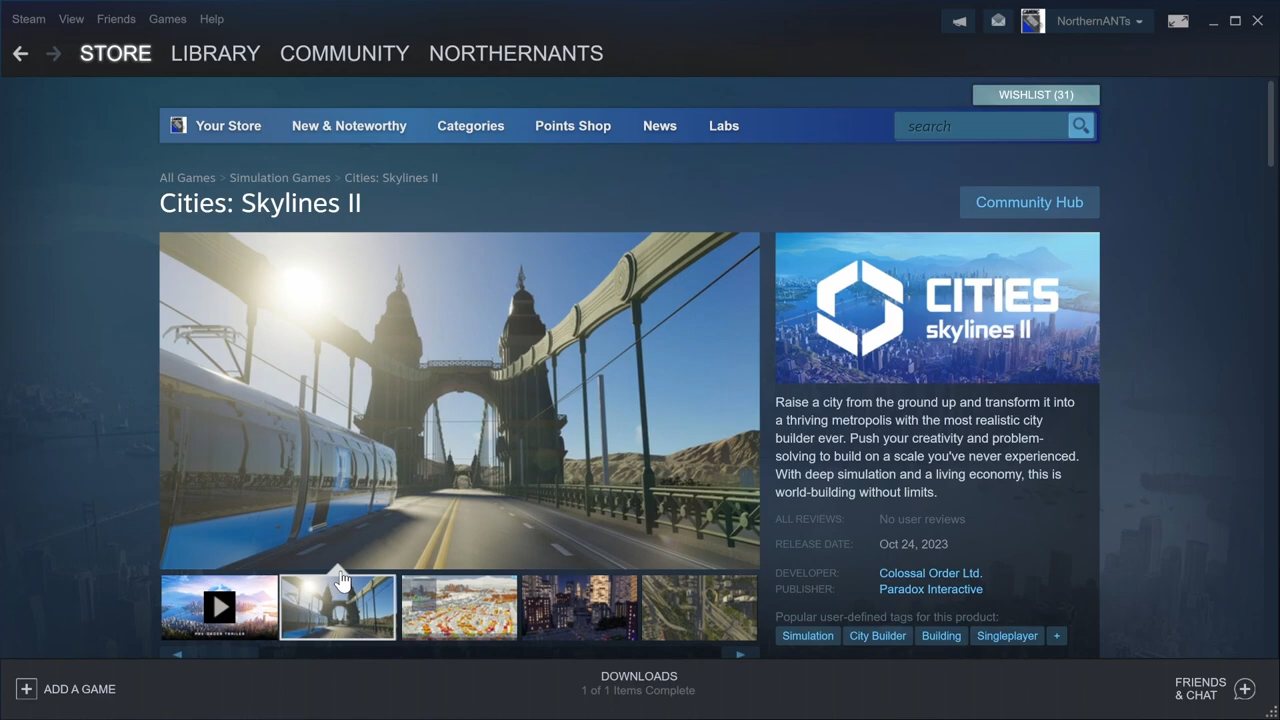 Steam View Friends Games Help
NorthernANTs
STORE LIBRARY COMMUNITY NORTHERNANTS
WISHLIST (31)
Your Store New & Noteworthy Categories Points Shop News Labs search
All Games > Simulation Games > Cities: Skylines II
Cities: Skylines II
Community Hub
CITIES
skylines II
Raise a city from the ground up and transform it into
a thriving metropolis with the most realistic city
builder ever. Push your creativity and problem-
solving to build on a scale you've never experienced.
With deep simulation and a living economy, this is
world-building without limits.
ALL REVIEWS: No user reviews
RELEASE DATE: Oct 24, 2023
DEVELOPER: Colossal Order Ltd.
PUBLISHER: Paradox Interactive
Popular user-defined tags for this product:
Simulation City Builder Building Singleplayer +
ADD A GAME
DOWNLOADS
1 of 1 Items Complete
FRIENDS
& CHAT